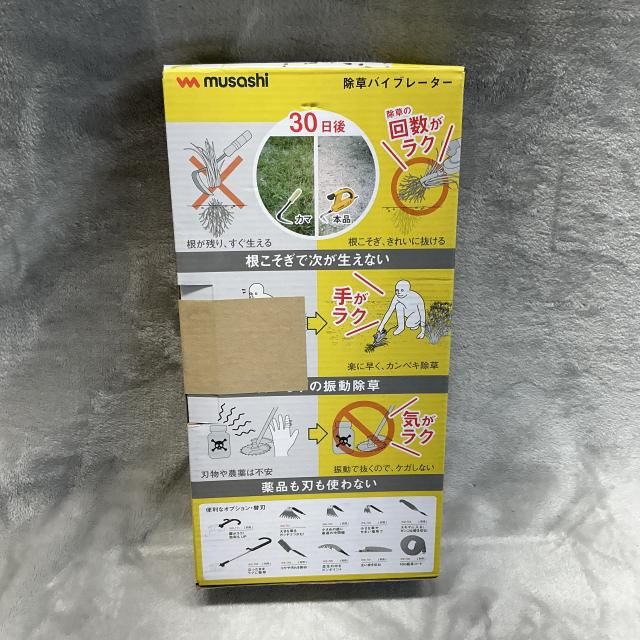 musashi
除草バイブレーター
30日後
除草の
回数が
ラク
カマ
本品
根が残り、すぐ生える
根こそぎ、きれいに抜ける
根こそぎで次が生えない
手が
ラク
楽に早く、カンペキ除草
の振動除草
気が
ラク
刃物や農薬は不安
振動で抜くので、ケガしない
薬品も刃も使わない
便利なオプション・替刃